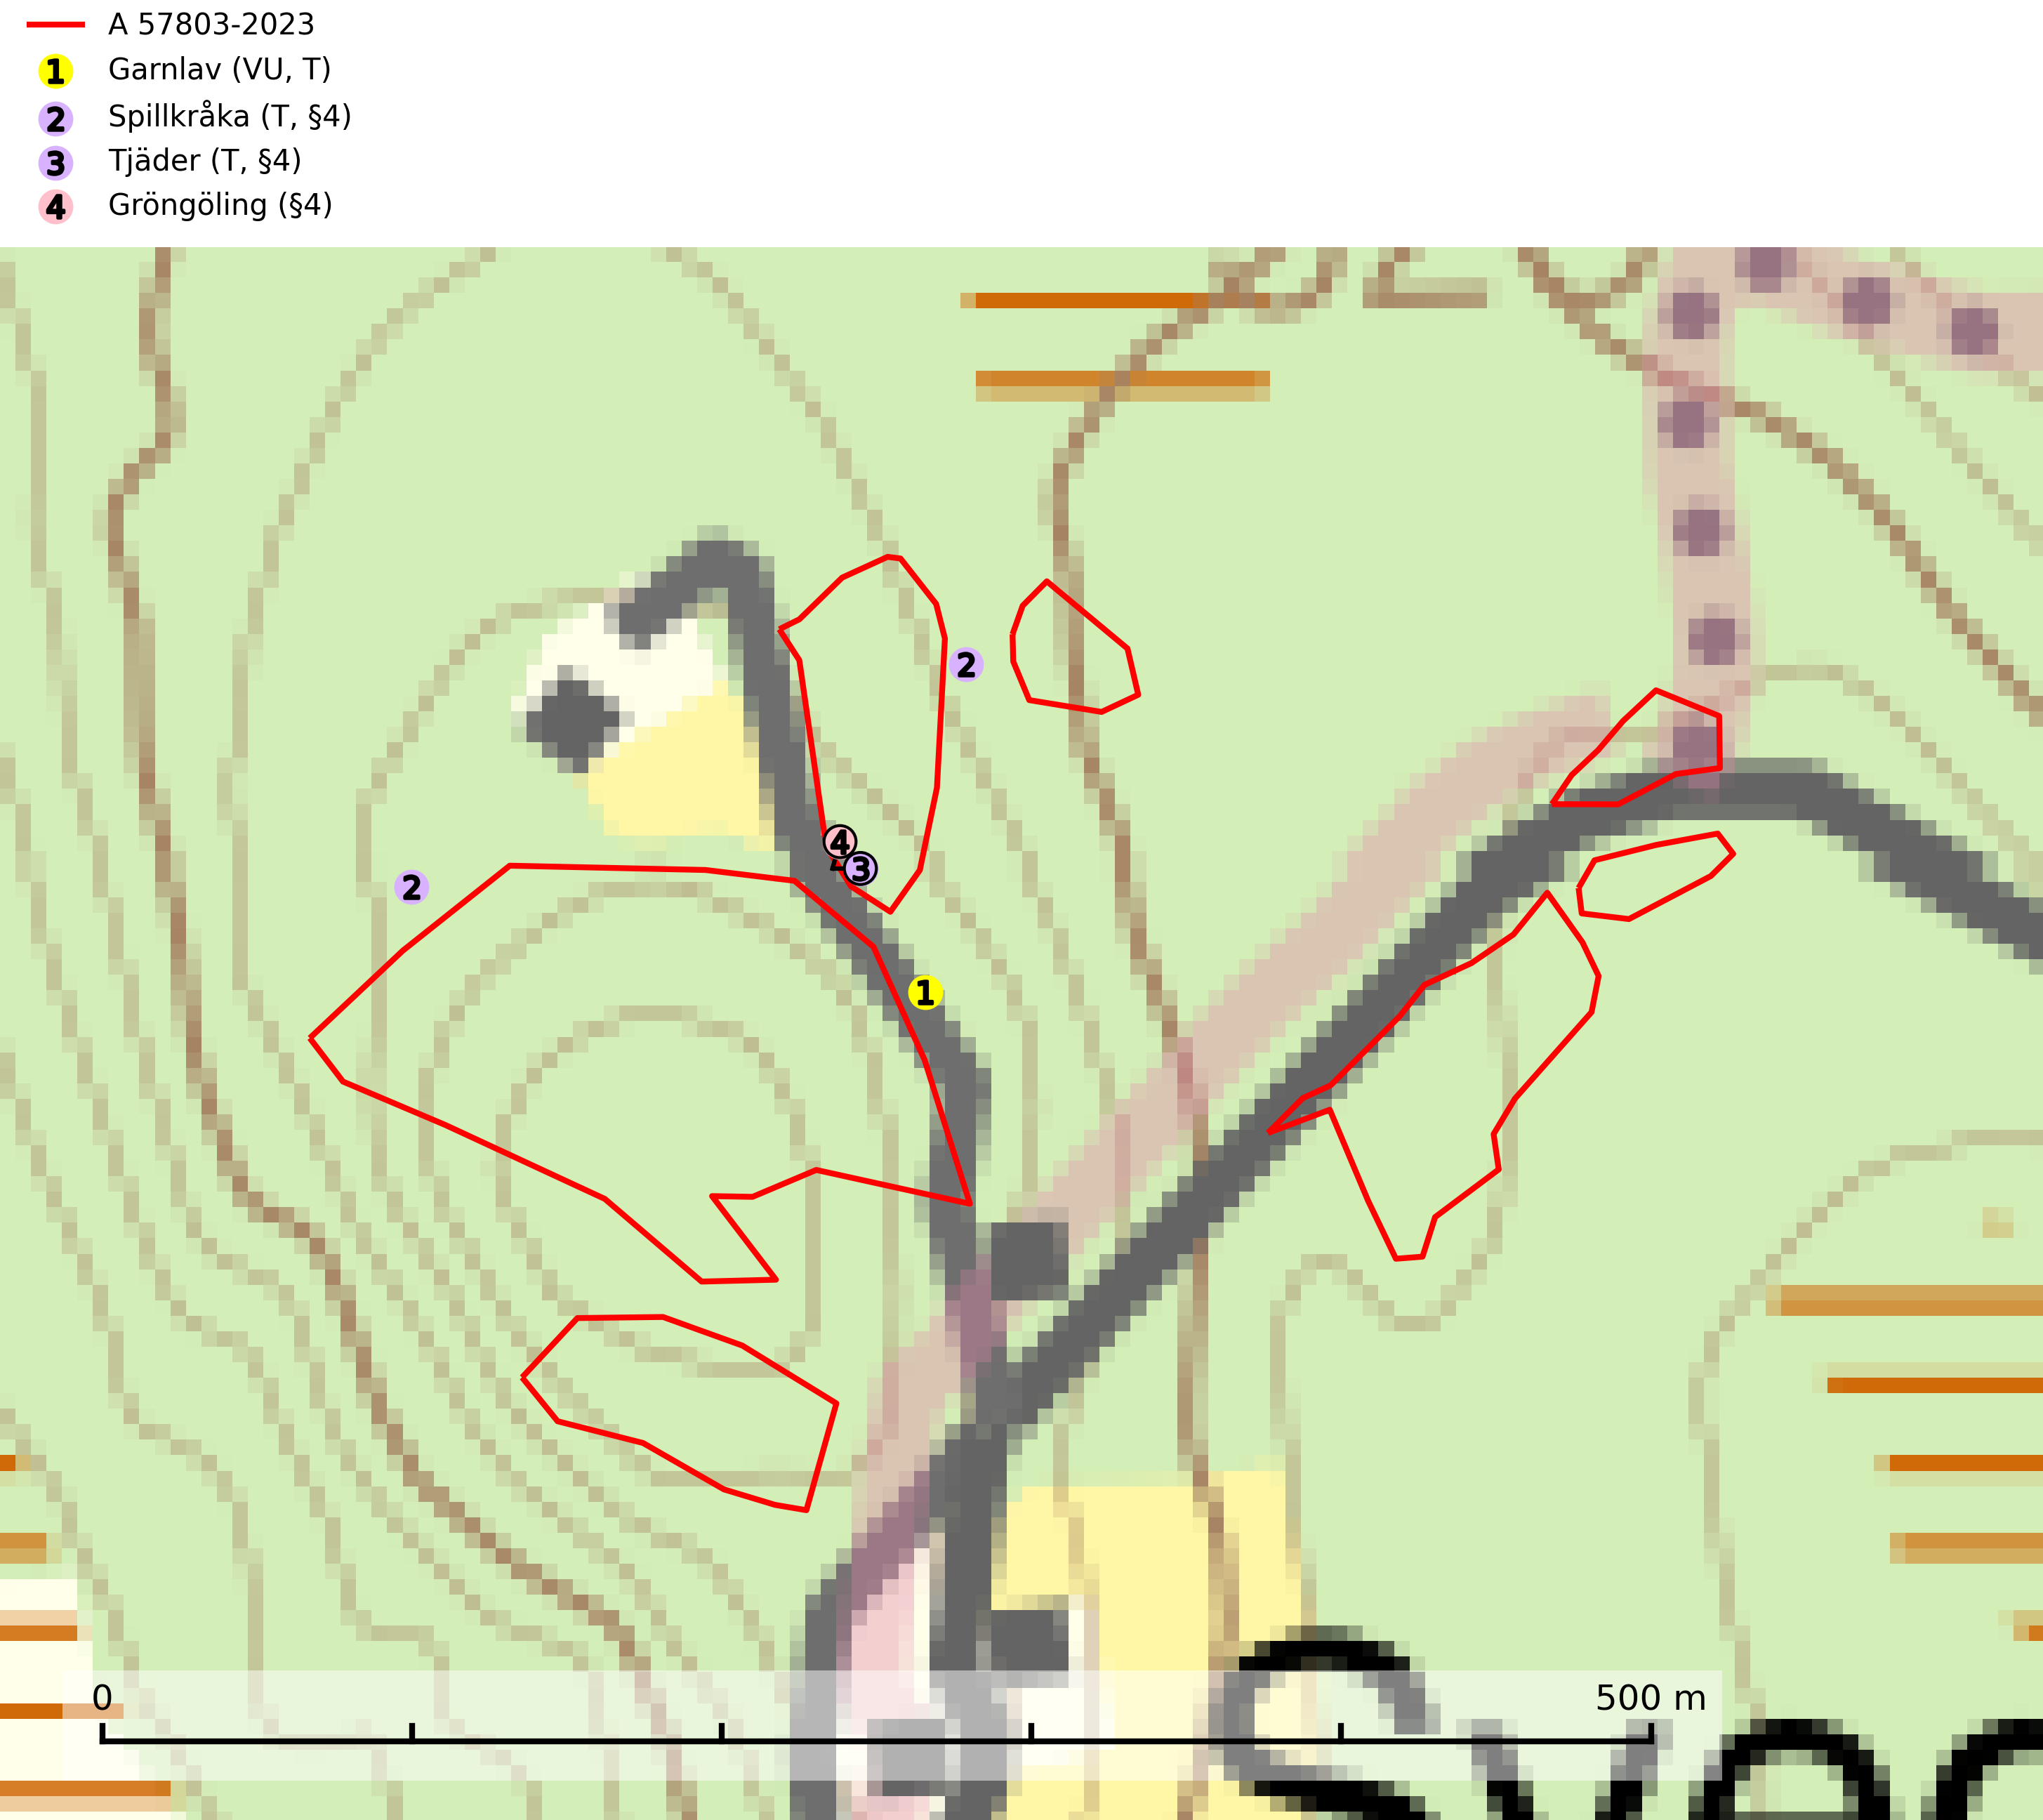 A 57803-2023
1 Garnlav (VU, T)
2 Spillkråka (T, §4)
3 Tjäder (T, §4)
4 Gröngöling (§4)
2
4
3
2
1
0 500 m